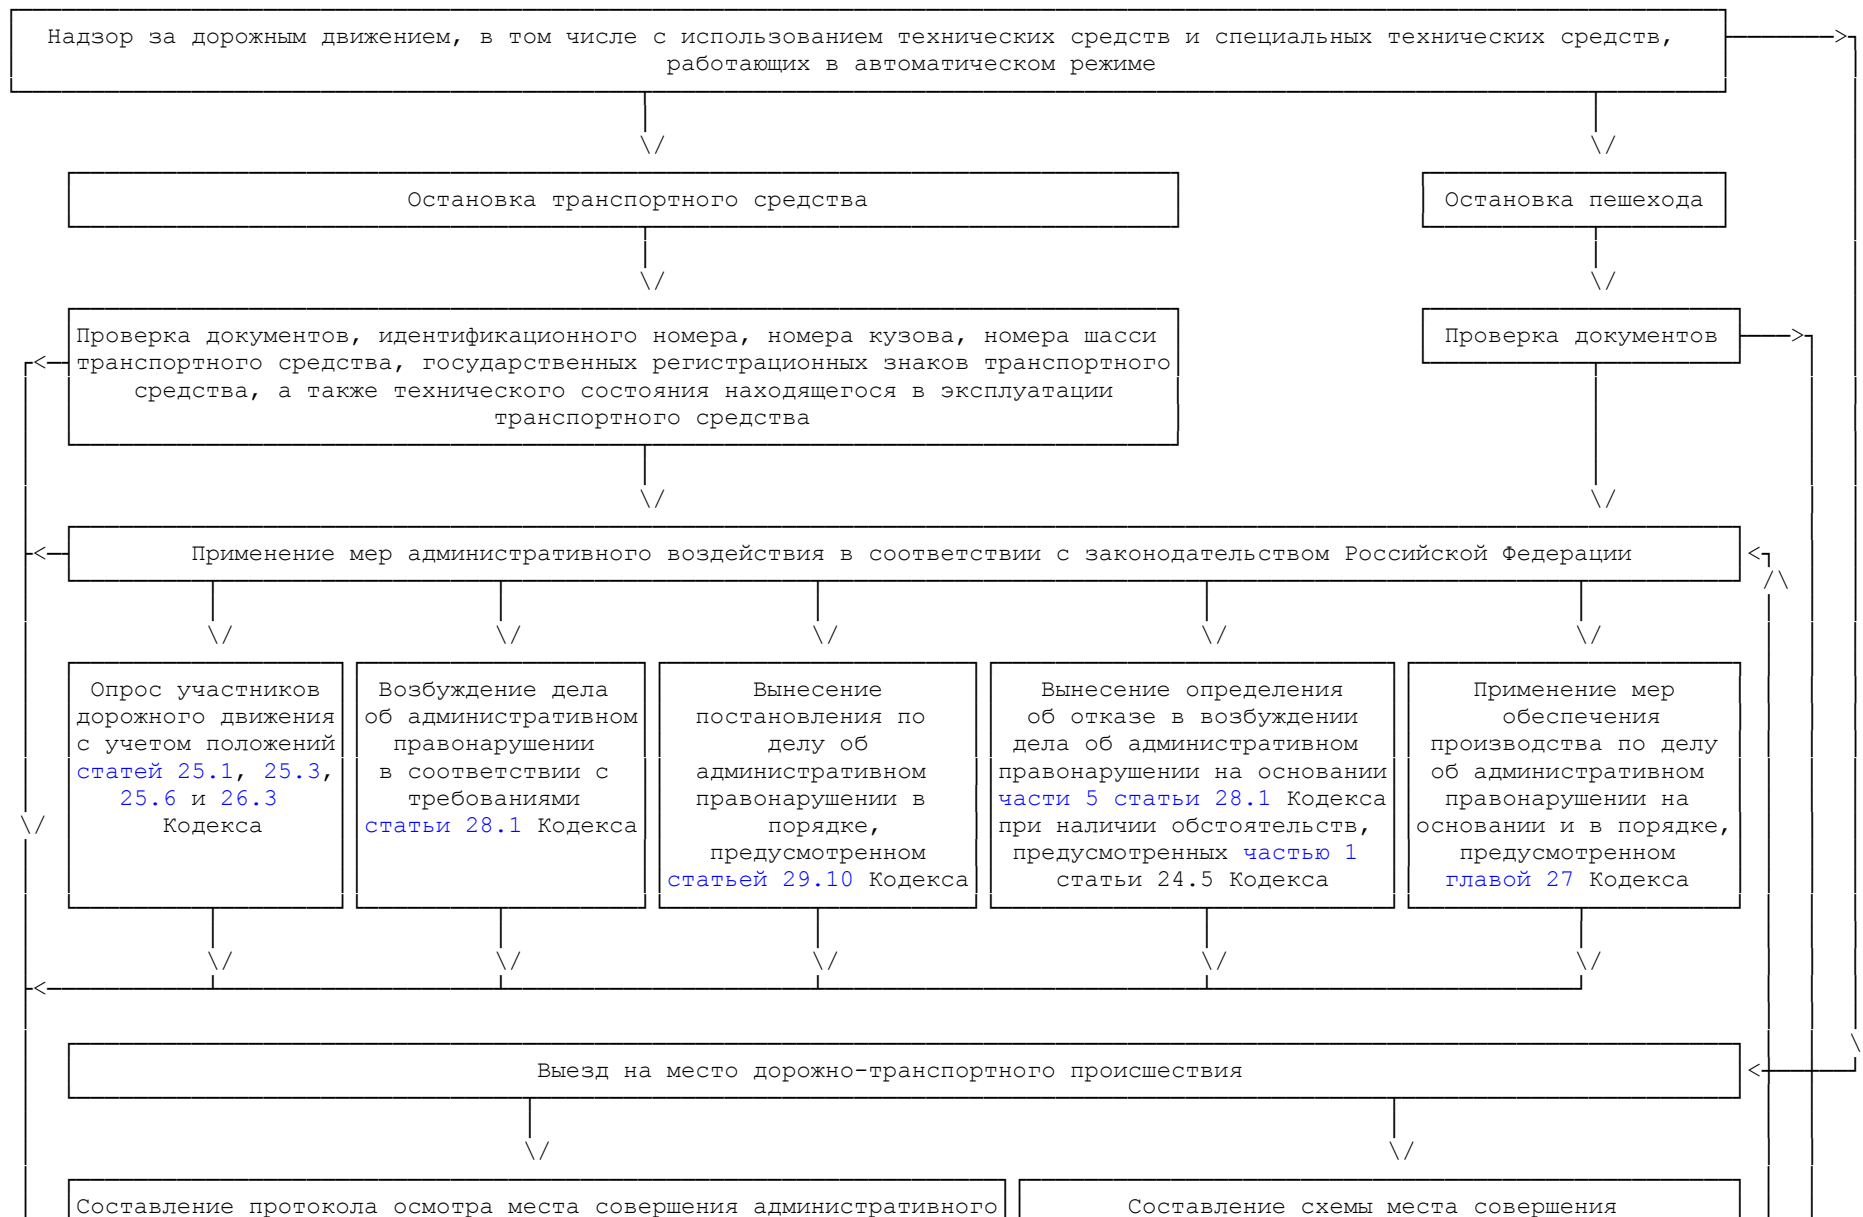 Надзор за дорожным движением, в том числе с использованием технических средств и специальных технических средств,
работающих в автоматическом режиме
Остановка транспортного средства
Остановка пешехода
Проверка документов, идентификационного номера, номера кузова, номера шасси
транспортного средства, государственных регистрационных знаков транспортного
средства, а также технического состояния находящегося в эксплуатации
транспортного средства
Проверка документов
Применение мер административного воздействия в соответствии с законодательством Российской Федерации
Опрос участников
дорожного движения
с учетом положений
статей 25.1, 25.3,
25.6 и 26.3
Кодекса
Возбуждение дела
об административном
правонарушении
в соответствии с
требованиями
статьи 28.1 Кодекса
Вынесение
постановления по
делу об
административном
правонарушении в
порядке,
предусмотренном
статьей 29.10 Кодекса
Вынесение определения
об отказе в возбуждении
дела об административном
правонарушении на основании
части 5 статьи 28.1 Кодекса
при наличии обстоятельств,
предусмотренных частью 1
статьи 24.5 Кодекса
Применение мер
обеспечения
производства по делу
об административном
правонарушении на
основании и в порядке,
предусмотренном
главой 27 Кодекса
Выезд на место дорожно-транспортного происшествия
Составление протокола осмотра места совершения административного
Составление схемы места совершения